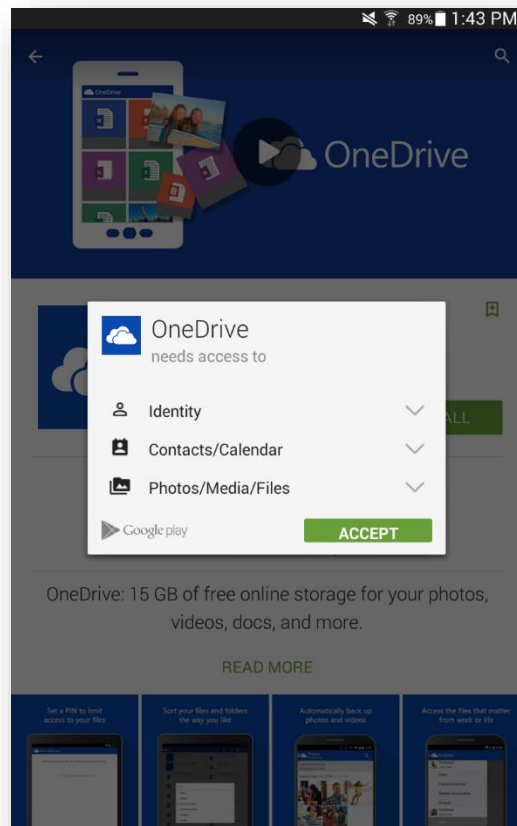 89% 1:43 PM
OneDrive
OneDrive
OneDrive
needs access to
Identity
ALL
Contacts/Calendar
Photos/Media/Files
Google play
ACCEPT
OneDrive: 15 GB of free online storage for your photos,
videos, docs, and more.
READ MORE
Set a PIN to limit
access to your files
Sort your files and folders
the way you like
Automatically back up
photos and videos
Access the files that matter,
from work or life